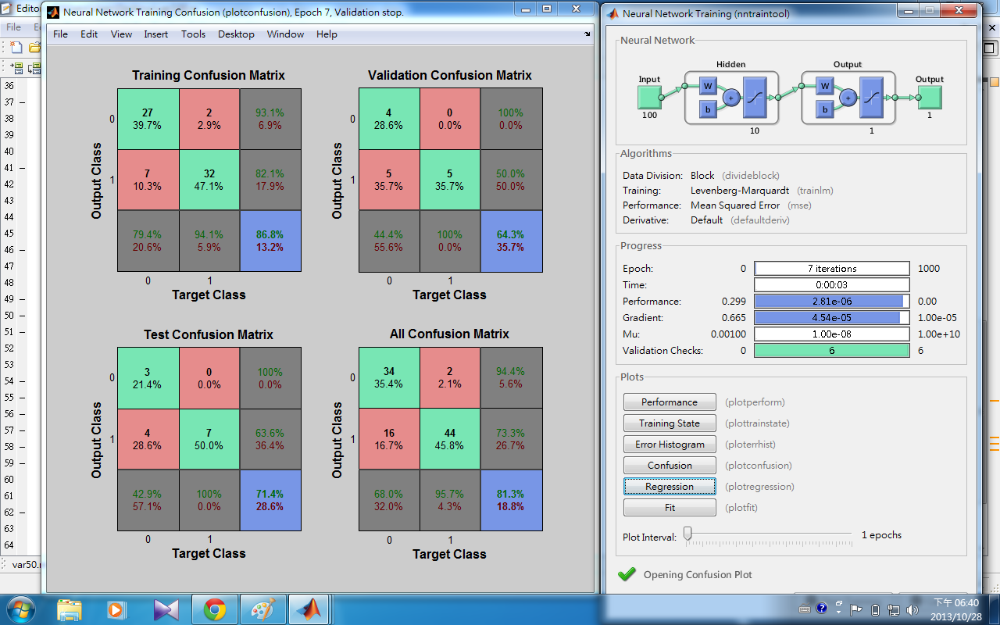 Editor
Neural Network Training Confusion (plotconfusion), Epoch 7, Validation stop.
File Edit View Insert Tools Desktop Window Help
File
36
37
38
39
40
41
42
43
44
45
46
47
48
49
50
51
52
53
54
55
56
57
58
59
60
61
62
63
64
var50.
Training Confusion Matrix
Output Class
0
27
39.7%
2
2.9%
93.1%
6.9%
1
7
10.3%
32
47.1%
82.1%
17.9%
79.4%
20.6%
94.1%
5.9%
86.8%
13.2%
0 1
Target Class
Validation Confusion Matrix
Output Class
0
4
28.6%
0
0.0%
100%
0.0%
1
5
35.7%
5
35.7%
50.0%
50.0%
44.4%
55.6%
100%
0.0%
64.3%
35.7%
0 1
Target Class
Test Confusion Matrix
Output Class
0
3
21.4%
0
0.0%
100%
0.0%
1
4
28.6%
7
50.0%
63.6%
36.4%
42.9%
57.1%
100%
0.0%
71.4%
28.6%
0 1
Target Class
All Confusion Matrix
Output Class
0
34
35.4%
2
2.1%
94.4%
5.6%
1
16
16.7%
44
45.8%
73.3%
26.7%
68.0%
32.0%
95.7%
4.3%
81.3%
18.8%
0 1
Target Class
Neural Network Training (nntraintool)
Neural Network
Hidden Output
Input Output
W b + W b +
100 10 1 1
Algorithms
Data Division: Block (divideblock)
Training: Levenberg-Marquardt (trainlm)
Performance: Mean Squared Error (mse)
Derivative: Default (defaultderiv)
Progress
Epoch: 0 7 iterations 1000
Time: 0:00:03
Performance: 0.299 2.81e-06 0.00
Gradient: 0.665 4.54e-05 1.00e-05
Mu: 0.00100 1.00e-08 1.00e+10
Validation Checks: 0 6 6
Plots
Performance (plotperform)
Training State (plottrainstate)
Error Histogram (ploterrhist)
Confusion (plotconfusion)
Regression (plotregression)
Fit (plotfit)
Plot Interval: 1 epochs
Opening Confusion Plot
下午 06:40
2013/10/28